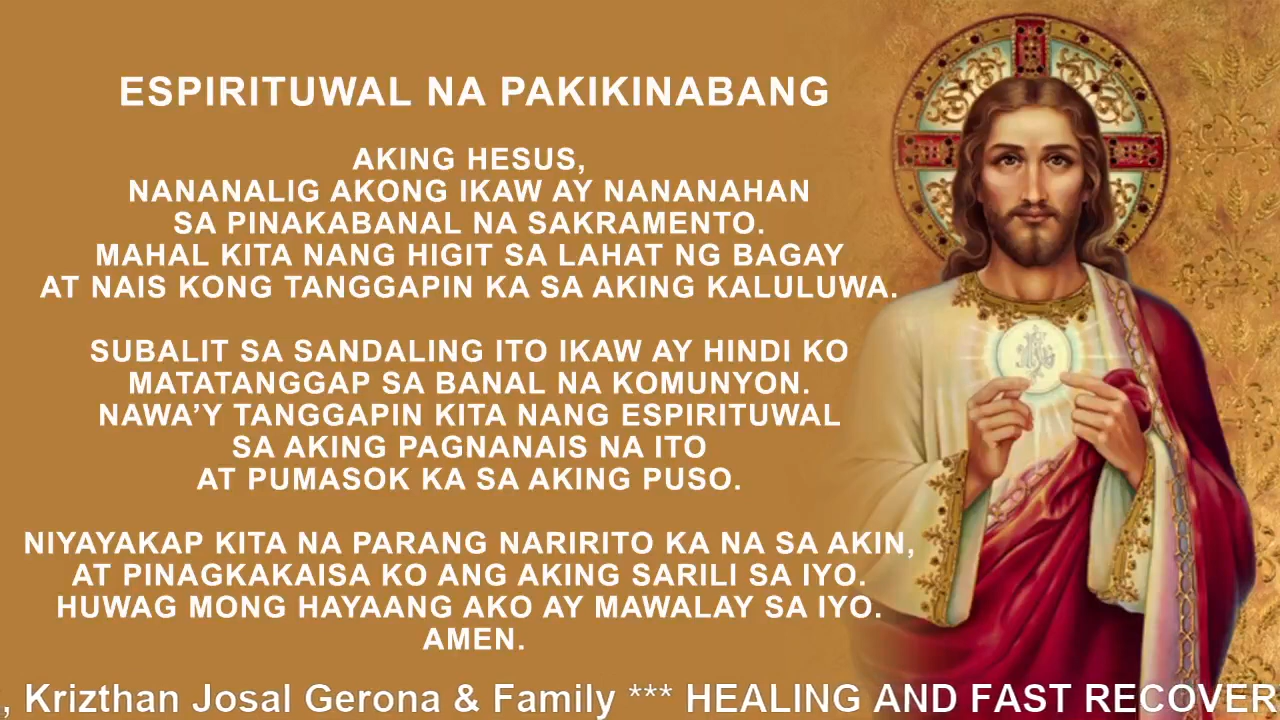 ESPIRITUWAL NA PAKIKINABANG
AKING HESUS,
NANANALIG AKONG IKAW AY NANANAHAN
SA PINAKABANAL NA SAKRAMENTO.
MAHAL KITA NANG HIGIT SA LAHAT NG BAGAY
AT NAIS KONG TANGGAPIN KA SA AKING KALULUWA.
SUBALIT SA SANDALING ITO IKAW AY HINDI KO
MATATANGGAP SA BANAL NA KOMUNYON.
NAWA’Y TANGGAPIN KITA NANG ESPIRITUWAL
SA AKING PAGNANAIS NA ITO
AT PUMASOK KA SA AKING PUSO.
NIYAYAKAP KITA NA PARANG NARIRITO KA NA SA AKIN,
AT PINAGKAKAISA KO ANG AKING SARILI SA IYO.
HUWAG MONG HAYAANG AKO AY MAWALAY SA IYO.
AMEN.
, Krizthan Josal Gerona & Family *** HEALING AND FAST RECOVER